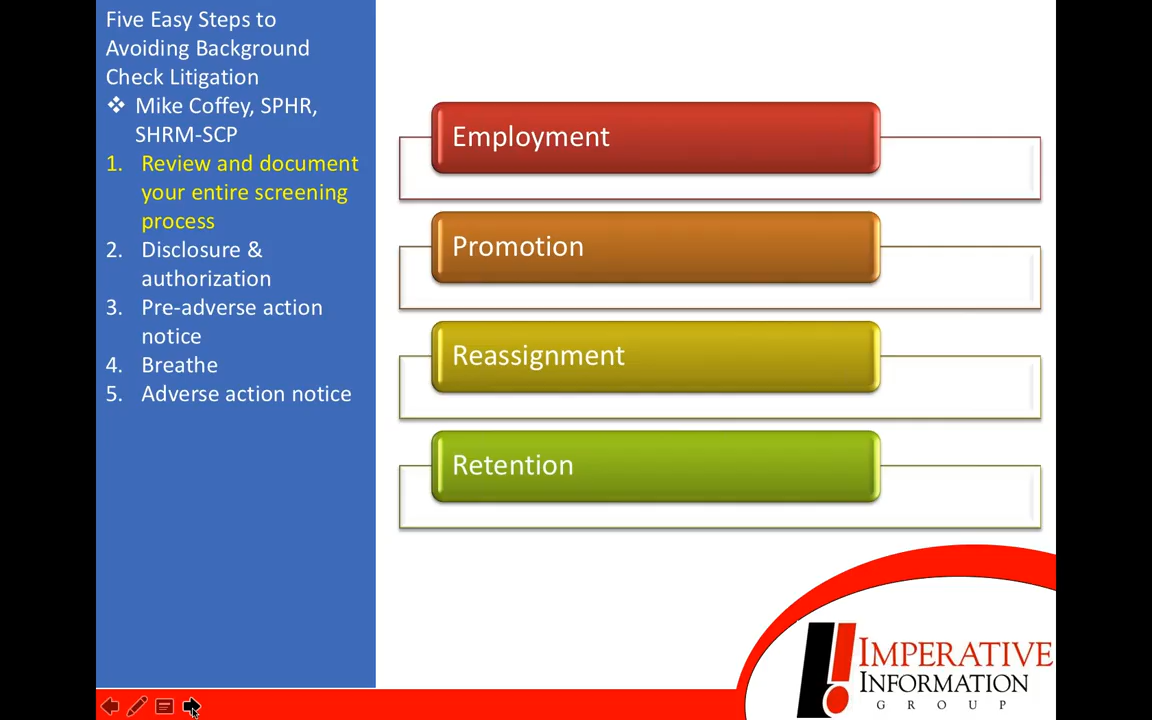 Five Easy Steps to
Avoiding Background
Check Litigation
❖ Mike Coffey, SPHR,
SHRM-SCP
1. Review and document
your entire screening
process
2. Disclosure &
authorization
3. Pre-adverse action
notice
4. Breathe
5. Adverse action notice
Employment
Promotion
Reassignment
Retention
IMPERATIVE
INFORMATION
GROUP